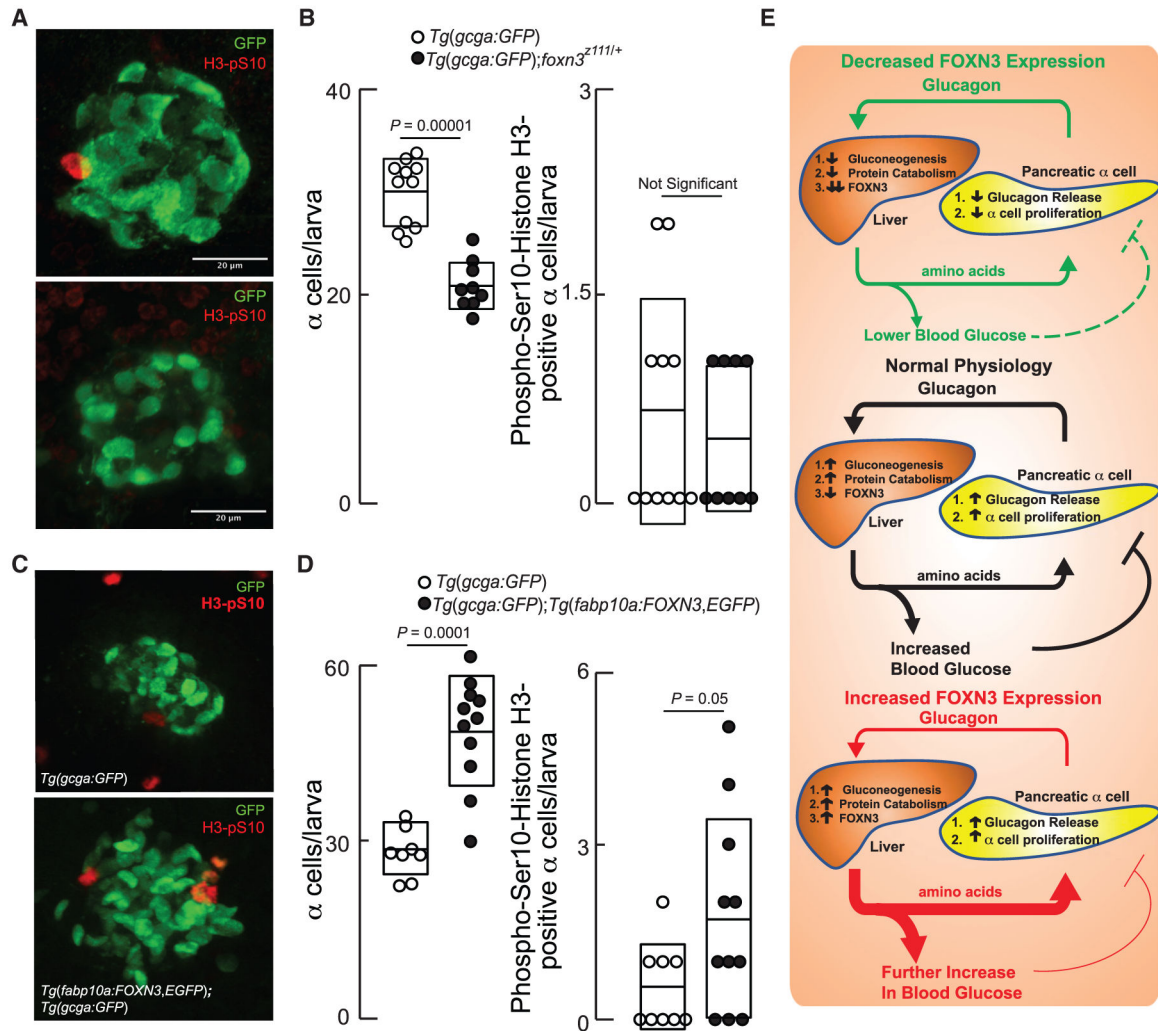 A
GFP
H3-pS10
20 µm
GFP
H3-pS10
20 µm
B
Tg(gcga:GFP)
Tg(gcga:GFP);foxn3z111/+
40
20
0
α cells/larva
P = 0.00001
3
1.5
0
Phospho-Ser10-Histone H3-
positive α cells/larva
Not Significant
C
GFP
H3-pS10
Tg(gcga:GFP)
GFP
H3-pS10
Tg(fabp10a:FOXN3,EGFP);
Tg(gcga:GFP)
D
Tg(gcga:GFP)
Tg(gcga:GFP);Tg(fabp10a:FOXN3,EGFP)
60
30
0
α cells/larva
P = 0.0001
6
3
0
Phospho-Ser10-Histone H3-
positive α cells/larva
P = 0.05
E
Decreased FOXN3 Expression
Glucagon
1. ↓ Gluconeogenesis
2. ↓ Protein Catabolism
3. ↓↓ FOXN3
Liver
Pancreatic α cell
1. ↓ Glucagon Release
2. ↓ α cell proliferation
amino acids
Lower Blood Glucose
Normal Physiology
Glucagon
1. ↑ Gluconeogenesis
2. ↑ Protein Catabolism
3. ↓ FOXN3
Liver
Pancreatic α cell
1. ↑ Glucagon Release
2. ↑ α cell proliferation
amino acids
Increased
Blood Glucose
Increased FOXN3 Expression
Glucagon
1. ↑ Gluconeogenesis
2. ↑ Protein Catabolism
3. ↑ FOXN3
Liver
Pancreatic α cell
1. ↑ Glucagon Release
2. ↑ α cell proliferation
amino acids
Further Increase
In Blood Glucose